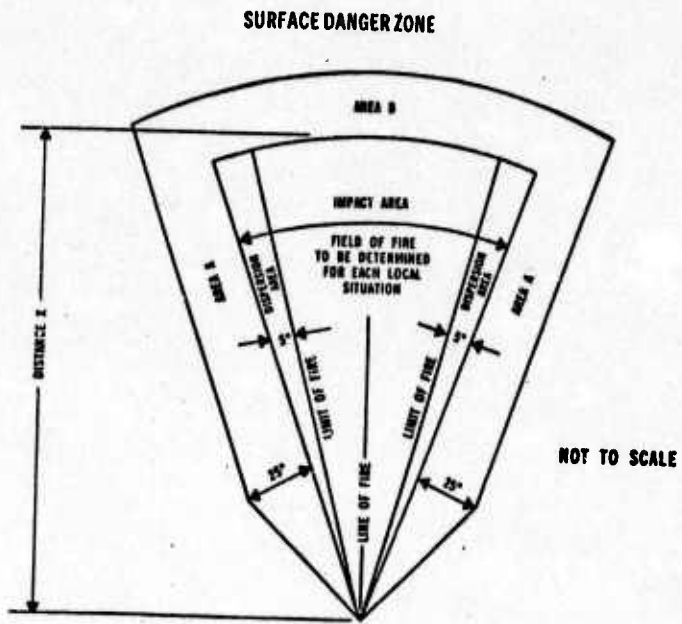 SURFACE DANGER ZONE
AREA B
IMPACT AREA
FIELD OF FIRE
TO BE DETERMINED
FOR EACH LOCAL
SITUATION
DISPERSION
AREA
DISPERSION
AREA
AREA A
5°
5°
LIMIT OF FIRE
LIMIT OF FIRE
DISTANCE X
NOT TO SCALE
25°
25°
LINE OF FIRE